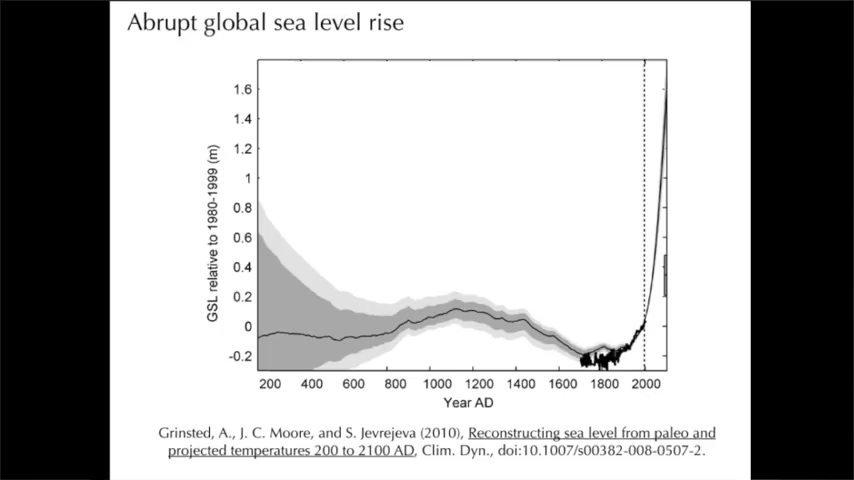 Abrupt global sea level rise
1.6
1.4
1.2
1
0.8
0.6
0.4
0.2
0
-0.2
GSL relative to 1980-1999 (m)
200 400 600 800 1000 1200 1400 1600 1800 2000
Year AD
Grinsted, A., J. C. Moore, and S. Jevrejeva (2010), Reconstructing sea level from paleo and
projected temperatures 200 to 2100 AD, Clim. Dyn., doi:10.1007/s00382-008-0507-2.